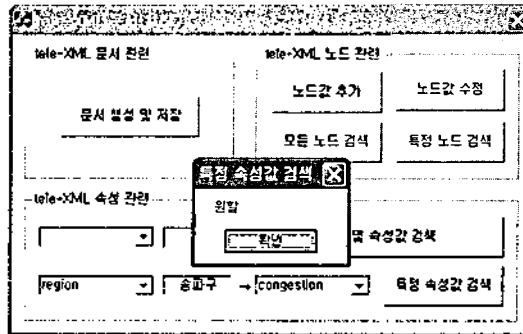 tele-XML 문서 관련
문서 생성 및 저장
tele-XML 노드 관련
노드값 추가
노드값 수정
모든 노드 검색
특정 노드 검색
특정 속성값 검색
원활
확인
tele-XML 속성 관련
및 속성값 검색
region
송파구
→
congestion
특정 속성값 검색